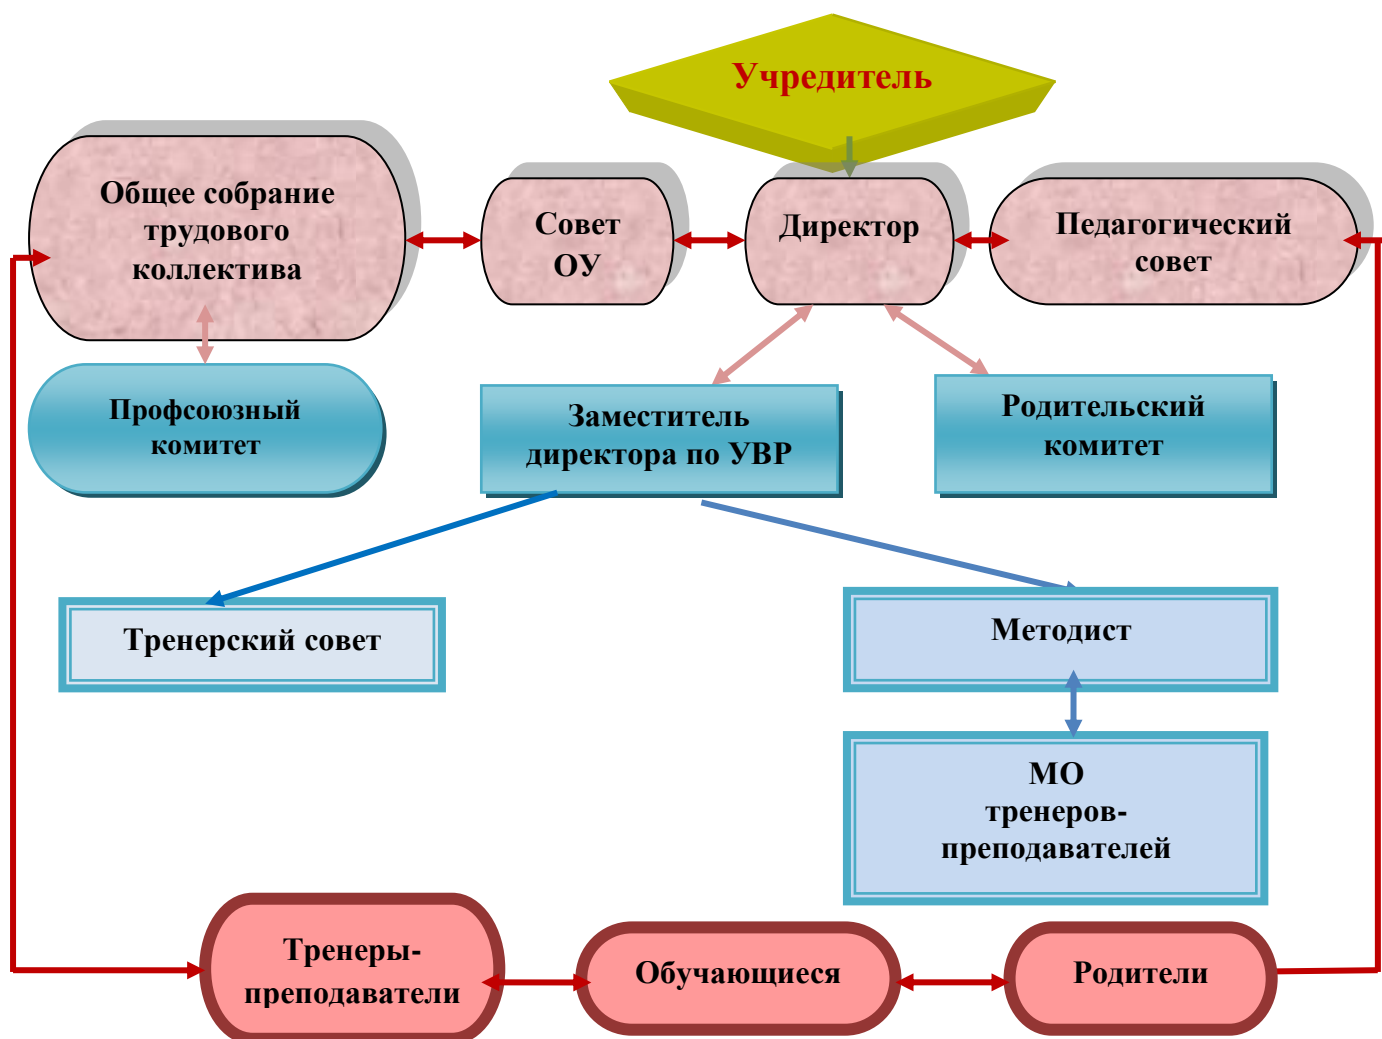 Учредитель
Общее собрание
трудового
коллектива
Совет
ОУ
Директор
Педагогический
совет
Профсоюзный
комитет
Заместитель
директора по УВР
Родительский
комитет
Тренерский совет
Методист
МО
тренеров-
преподавателей
Тренеры-
преподаватели
Обучающиеся
Родители